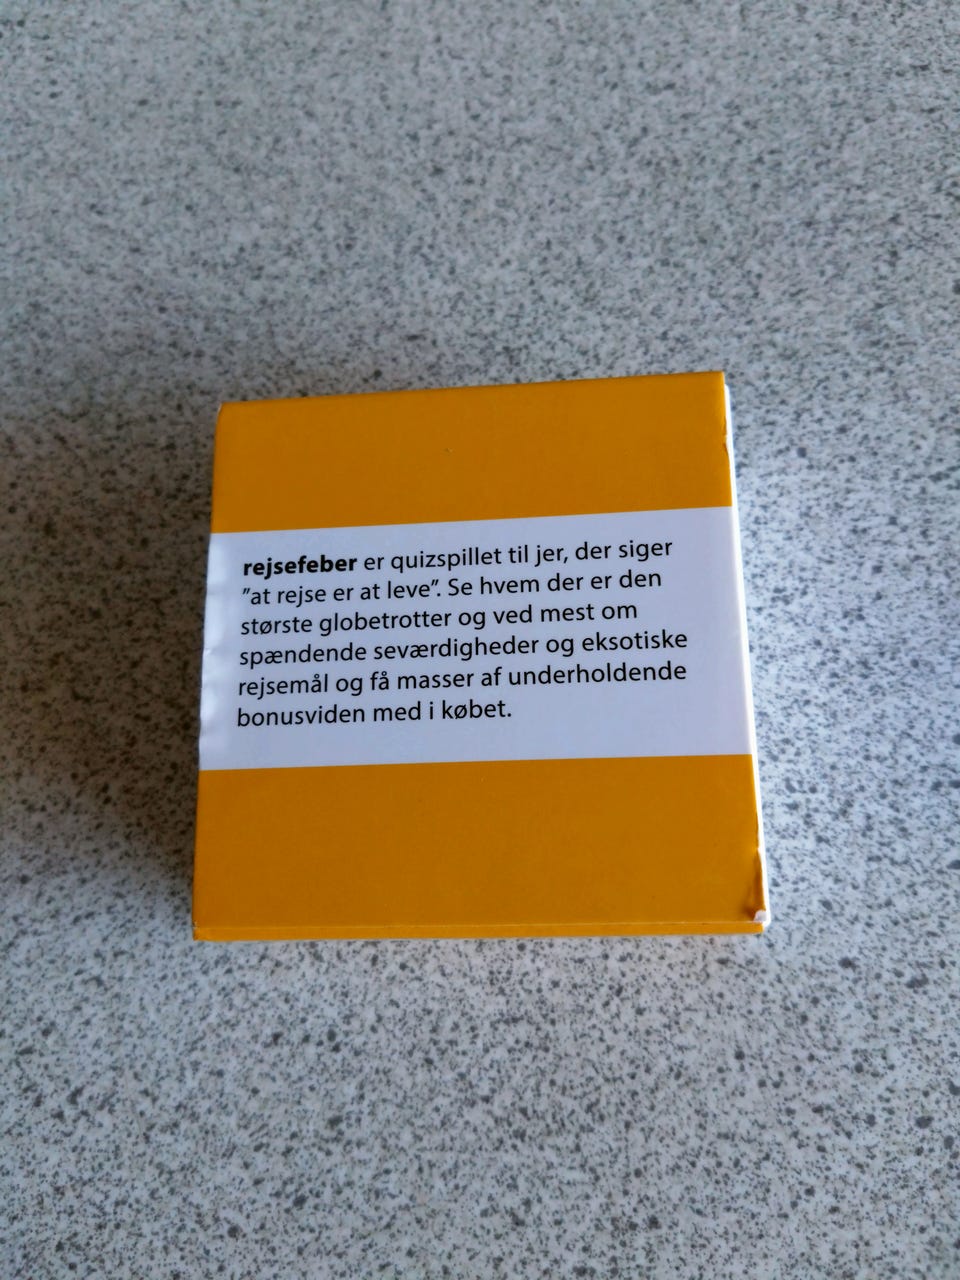 rejsefeber er quizspillet til jer, der siger
”at rejse er at leve”. Se hvem der er den
største globetrotter og ved mest om
spændende seværdigheder og eksotiske
rejsemål og få masser af underholdende
bonusviden med i købet.